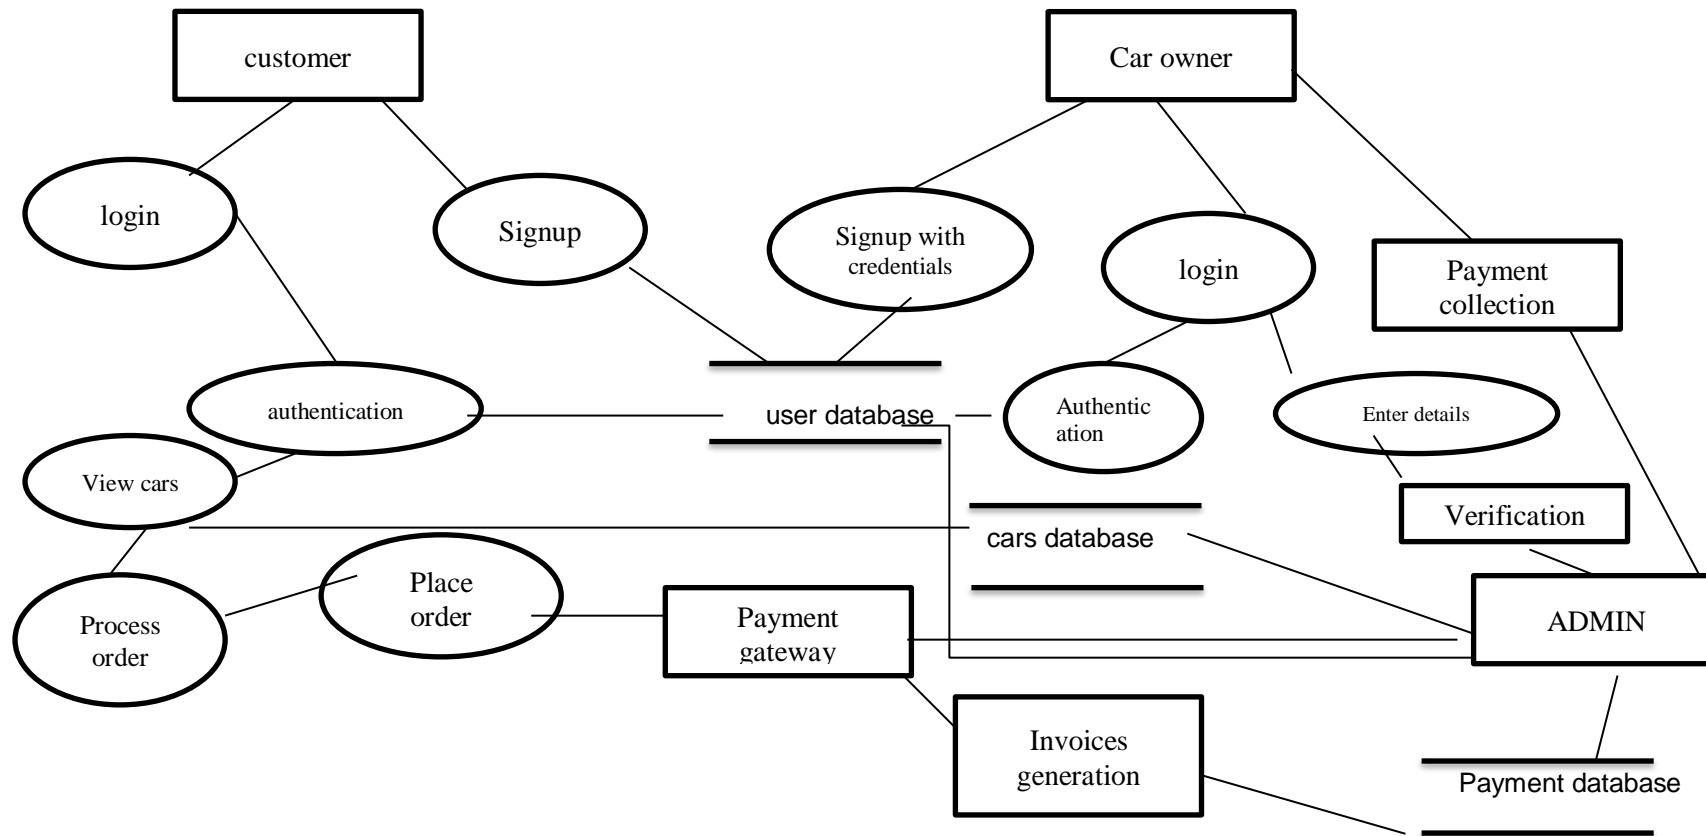 customer
Car owner
login
Signup
Signup with
credentials
login
Payment
collection
authentication
user database
Authentic
ation
Enter details
View cars
Verification
cars database
Process
order
Place
order
Payment
gateway
ADMIN
Invoices
generation
Payment database